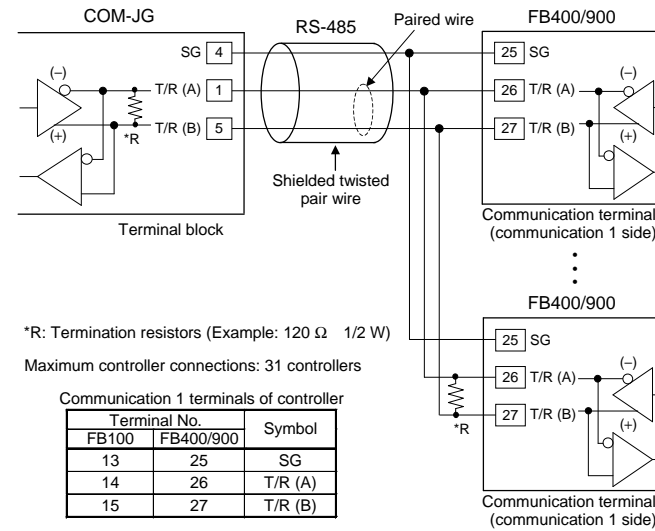 COM-JG
RS-485
Paired wire
FB400/900
SG 4
25 SG
(−)
T/R (A) 1
26 T/R (A)
(−)
*R
T/R (B) 5
27 T/R (B)
(+)
(+)
Shielded twisted
pair wire
Terminal block
Communication terminal
(communication 1 side)
FB400/900
*R: Termination resistors (Example: 120 Ω 1/2 W)
25 SG
Maximum controller connections: 31 controllers
26 T/R (A)
(−)
*R
27 T/R (B)
(+)
Communication 1 terminals of controller
Terminal No. Symbol
FB100 FB400/900
13 25 SG
14 26 T/R (A)
15 27 T/R (B)
Communication terminal
(communication 1 side)